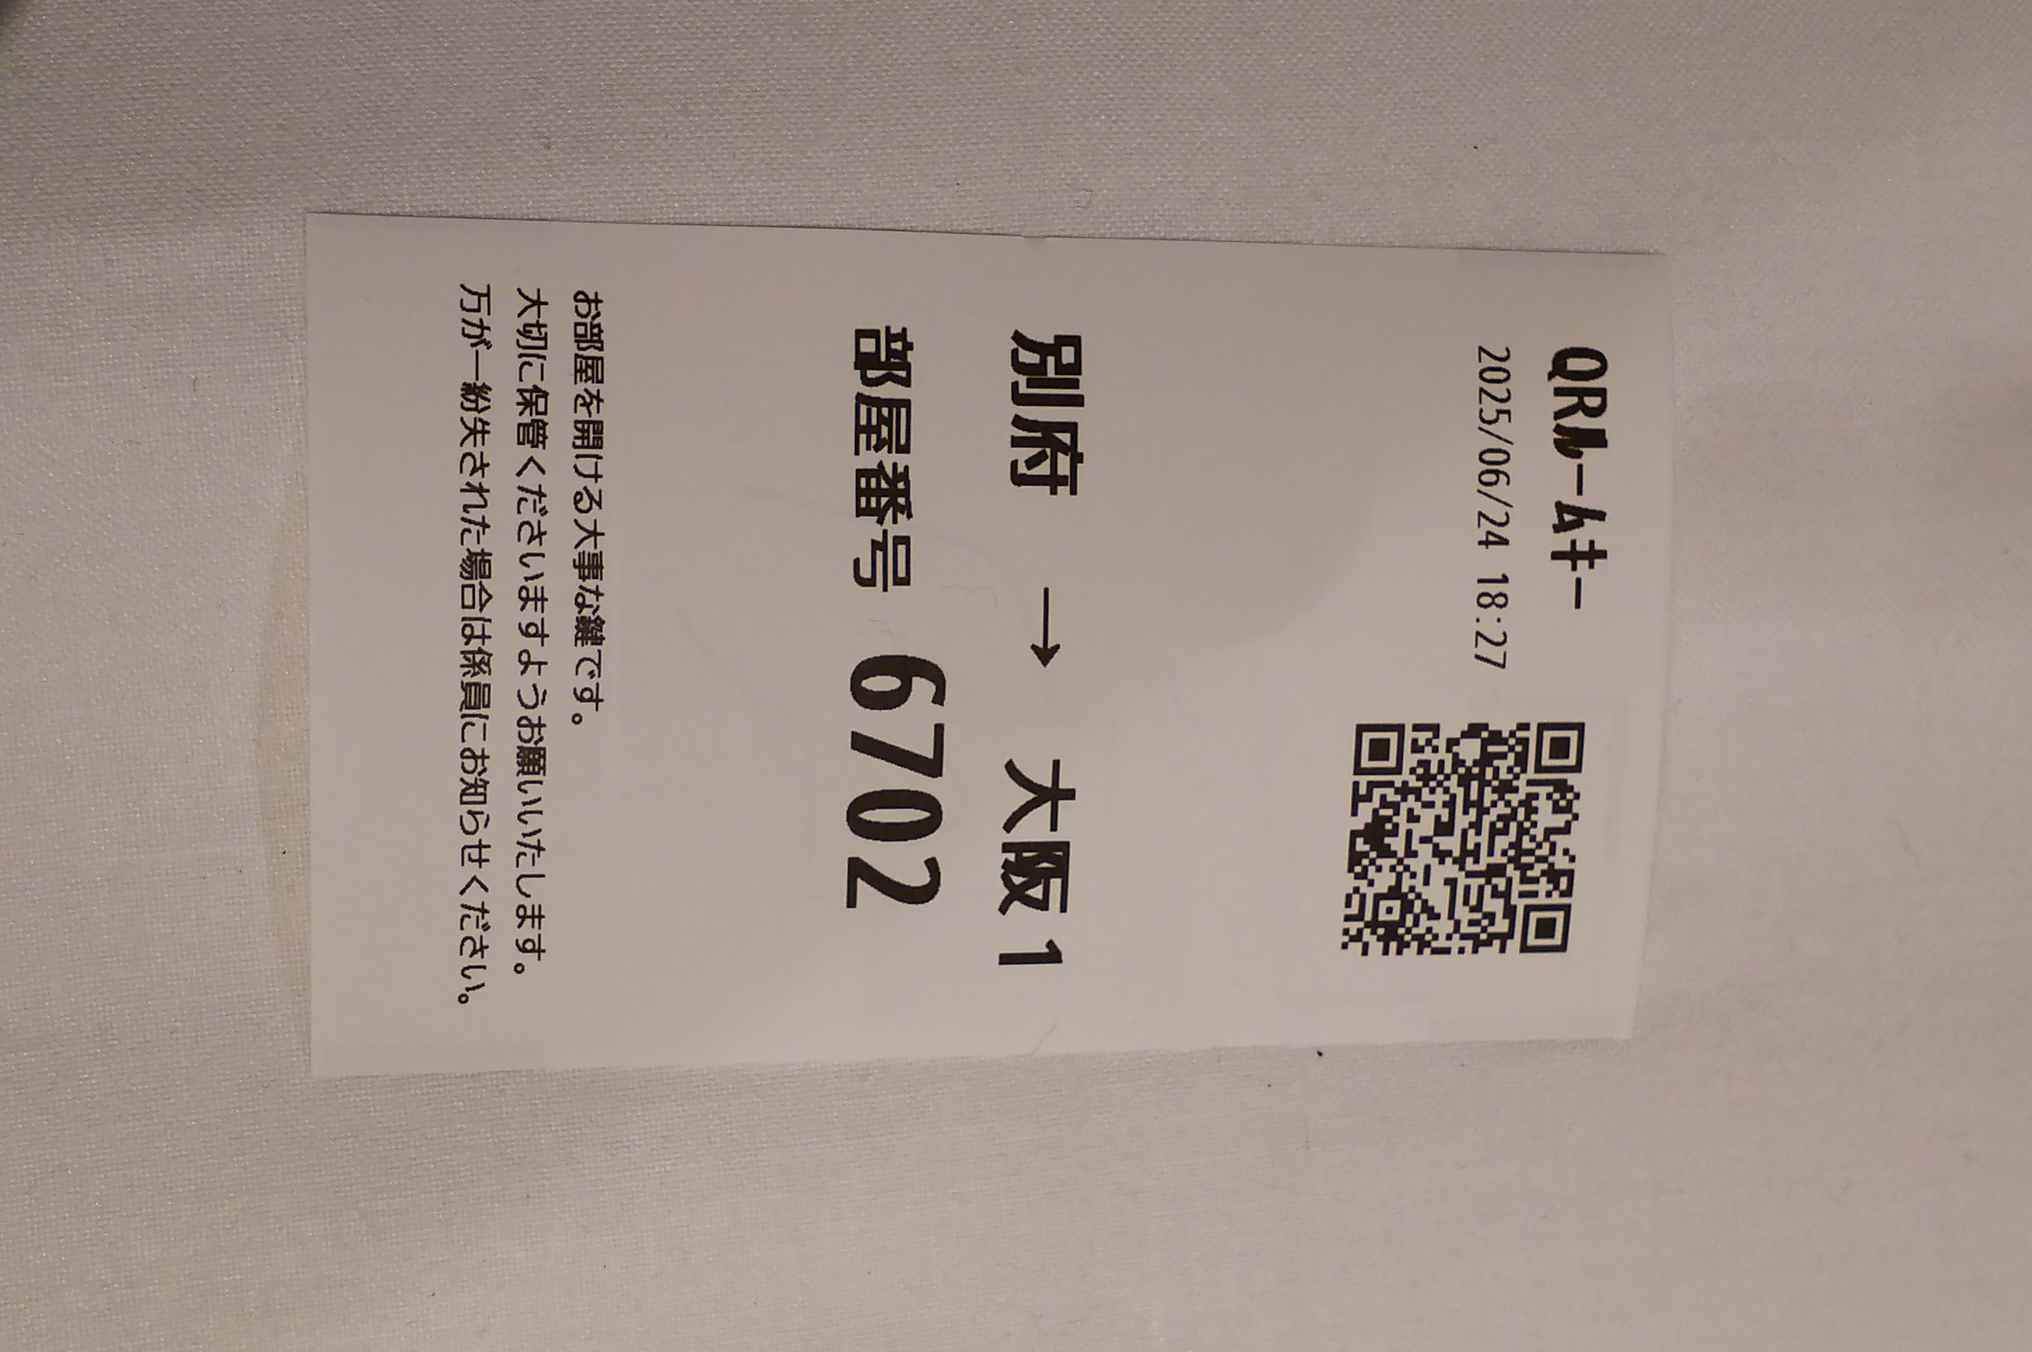 QRルームキー
2025/06/24 18:27
別府 → 大阪1
部屋番号 6702
お部屋を開ける大事な鍵です。
大切に保管くださいますようお願いいたします。
万が一紛失された場合は係員にお知らせください。